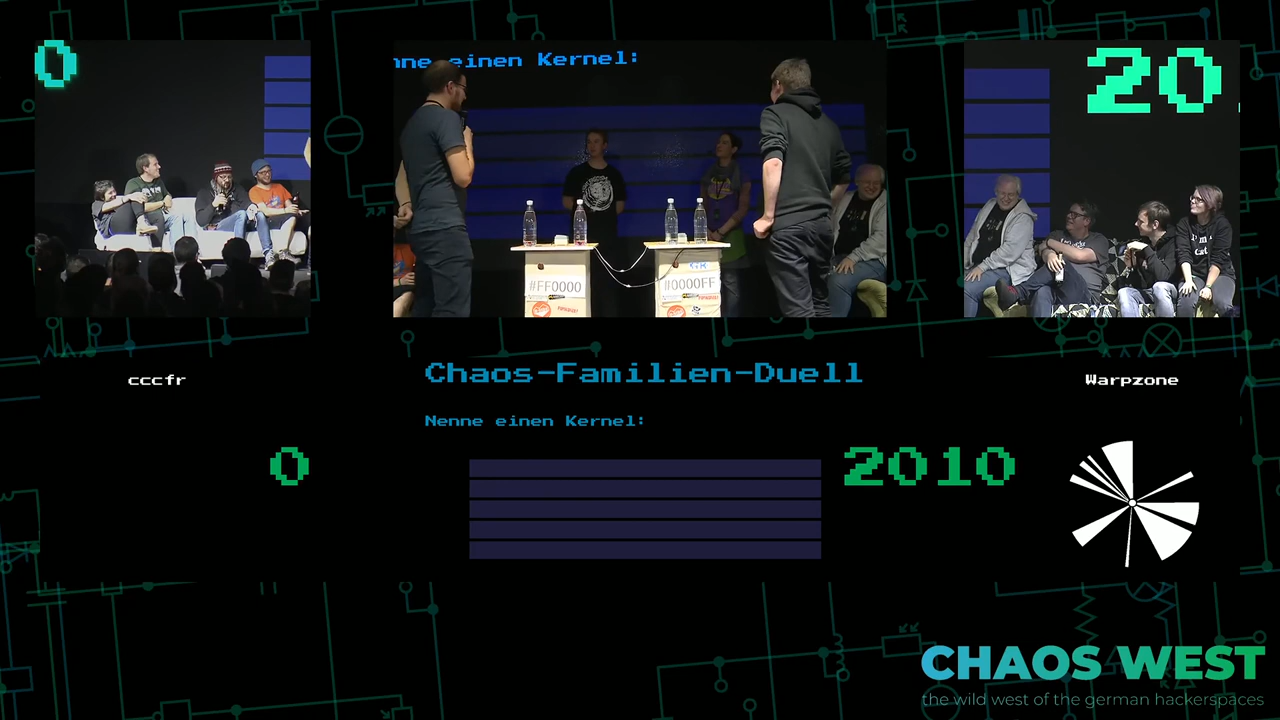 0
nne einen Kernel:
20
#FF0000
#0000FF
cccfr
Chaos-Familien-Duell
Warpzone
Nenne einen Kernel:
0
2010
CHAOS WEST
the wild west of the german hackerspaces